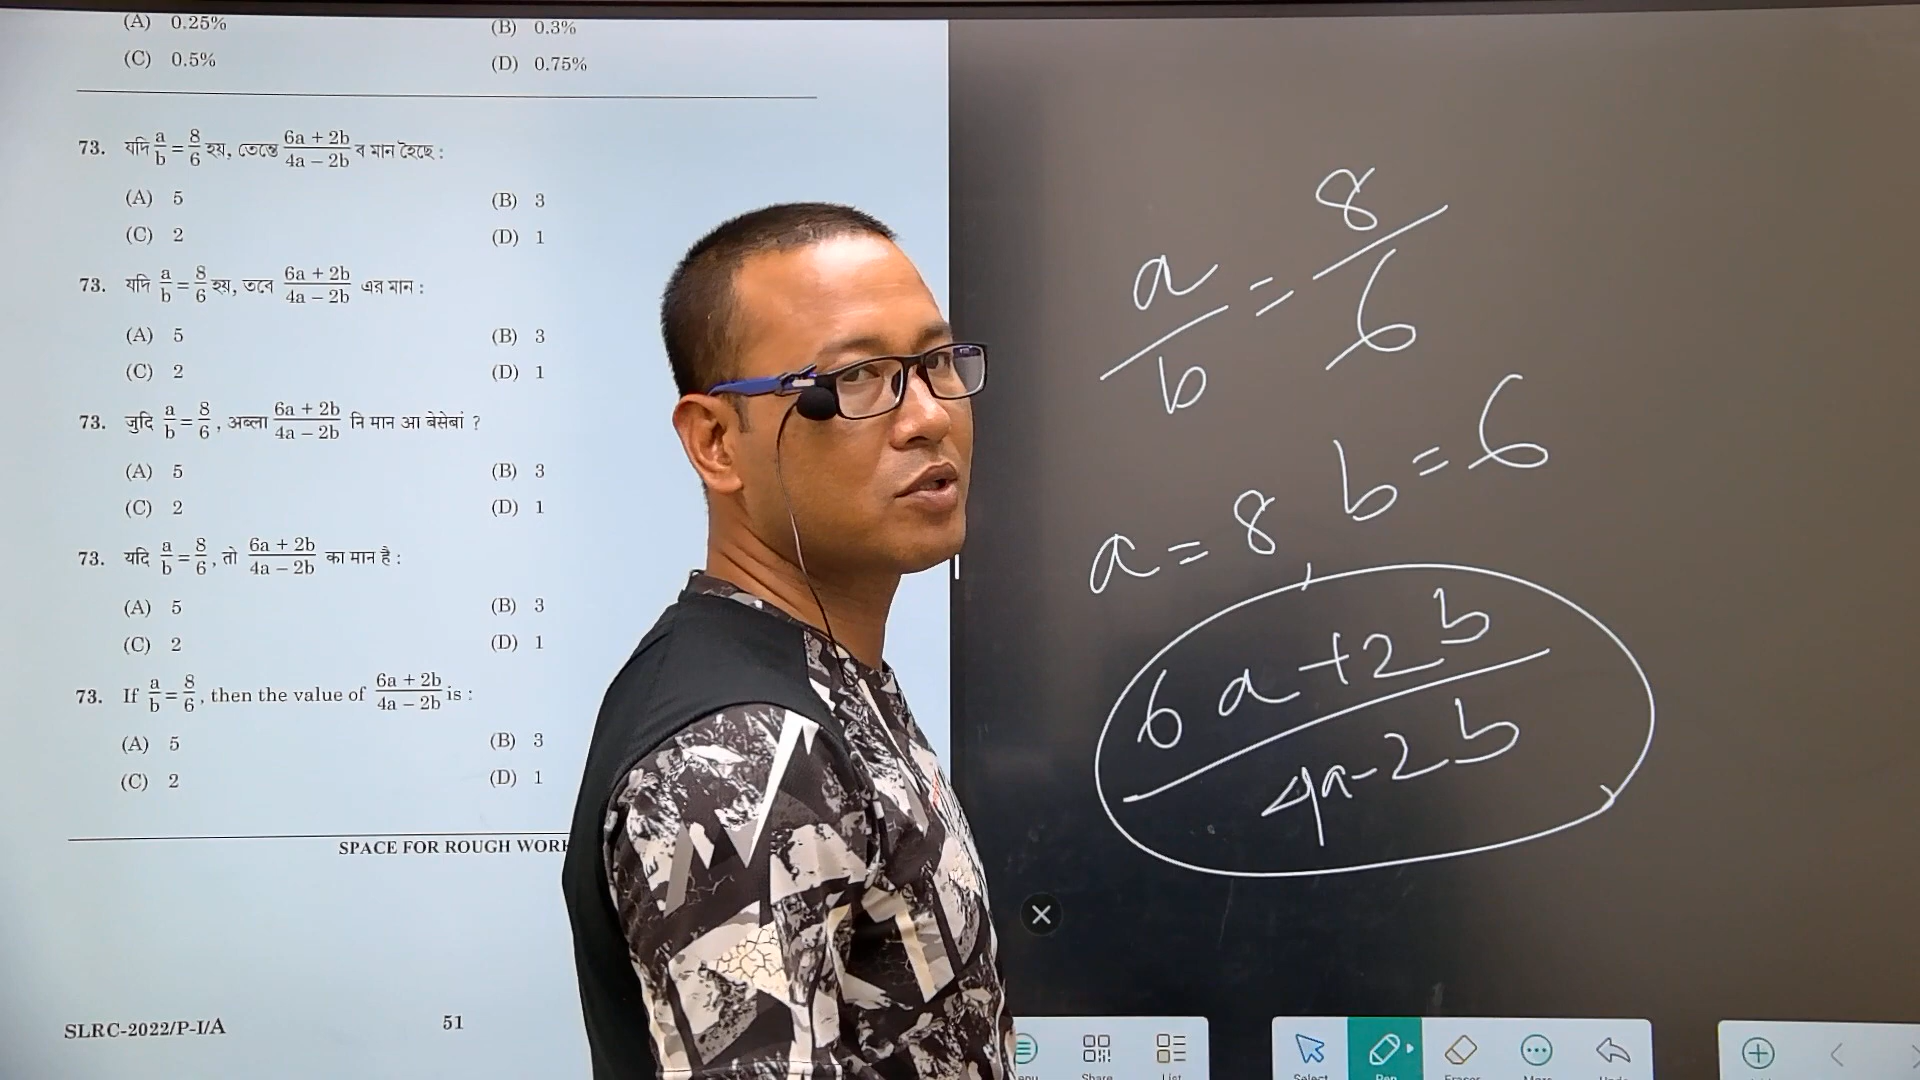 (A) 0.25% (B) 0.3%
(C) 0.5% (D) 0.75%
73. যদি a/b = 8/6 হয়, তেন্তে (6a + 2b)/(4a – 2b) ৰ মান হৈছে :
(A) 5 (B) 3
(C) 2 (D) 1
73. যদি a/b = 8/6 হয়, তবে (6a + 2b)/(4a – 2b) এর মান :
(A) 5 (B) 3
(C) 2 (D) 1
73. जुदि a/b = 8/6 , अब्ला (6a + 2b)/(4a – 2b) नि मान आ बेसेबां ?
(A) 5 (B) 3
(C) 2 (D) 1
73. यदि a/b = 8/6 , तो (6a + 2b)/(4a – 2b) का मान है :
(A) 5 (B) 3
(C) 2 (D) 1
73. If a/b = 8/6 , then the value of (6a + 2b)/(4a – 2b) is :
(A) 5 (B) 3
(C) 2 (D) 1
SPACE FOR ROUGH WORK
SLRC-2022/P-I/A 51
a/b = 8/6
a = 8 b = 6
(6a + 2b)/(4a - 2b)
Share List Select Pen Eraser More Undo